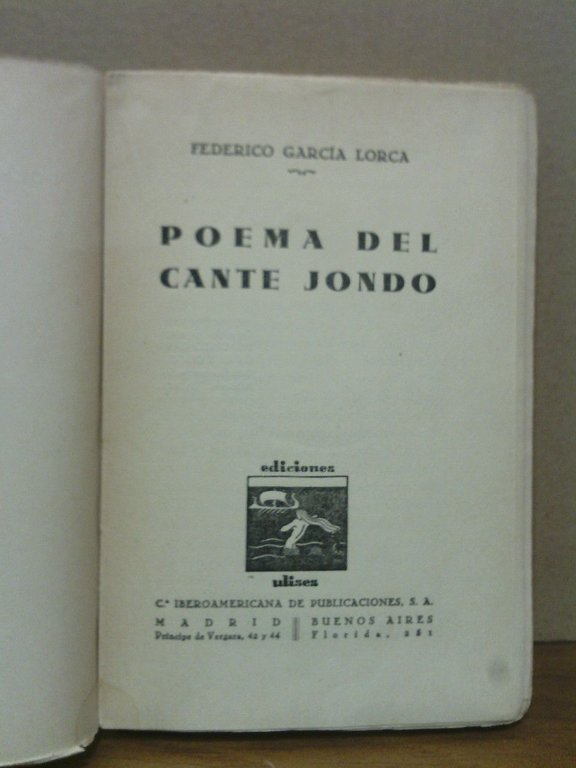 FEDERICO GARCÍA LORCA
POEMA DEL
CANTE JONDO
ediciones
ulises
C.ª IBEROAMERICANA DE PUBLICACIONES, S. A.
MADRID
Príncipe de Vergara, 42 y 44
BUENOS AIRES
Florida, 251